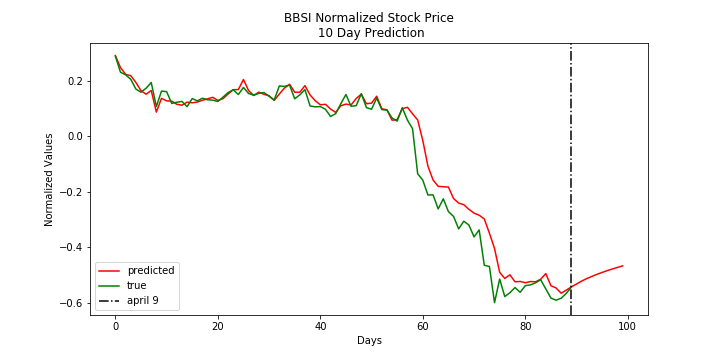 BBSI Normalized Stock Price
10 Day Prediction
Normalized Values
0.2
0.0
−0.2
−0.4
−0.6
predicted
true
april 9
0
20
40
60
80
100
Days